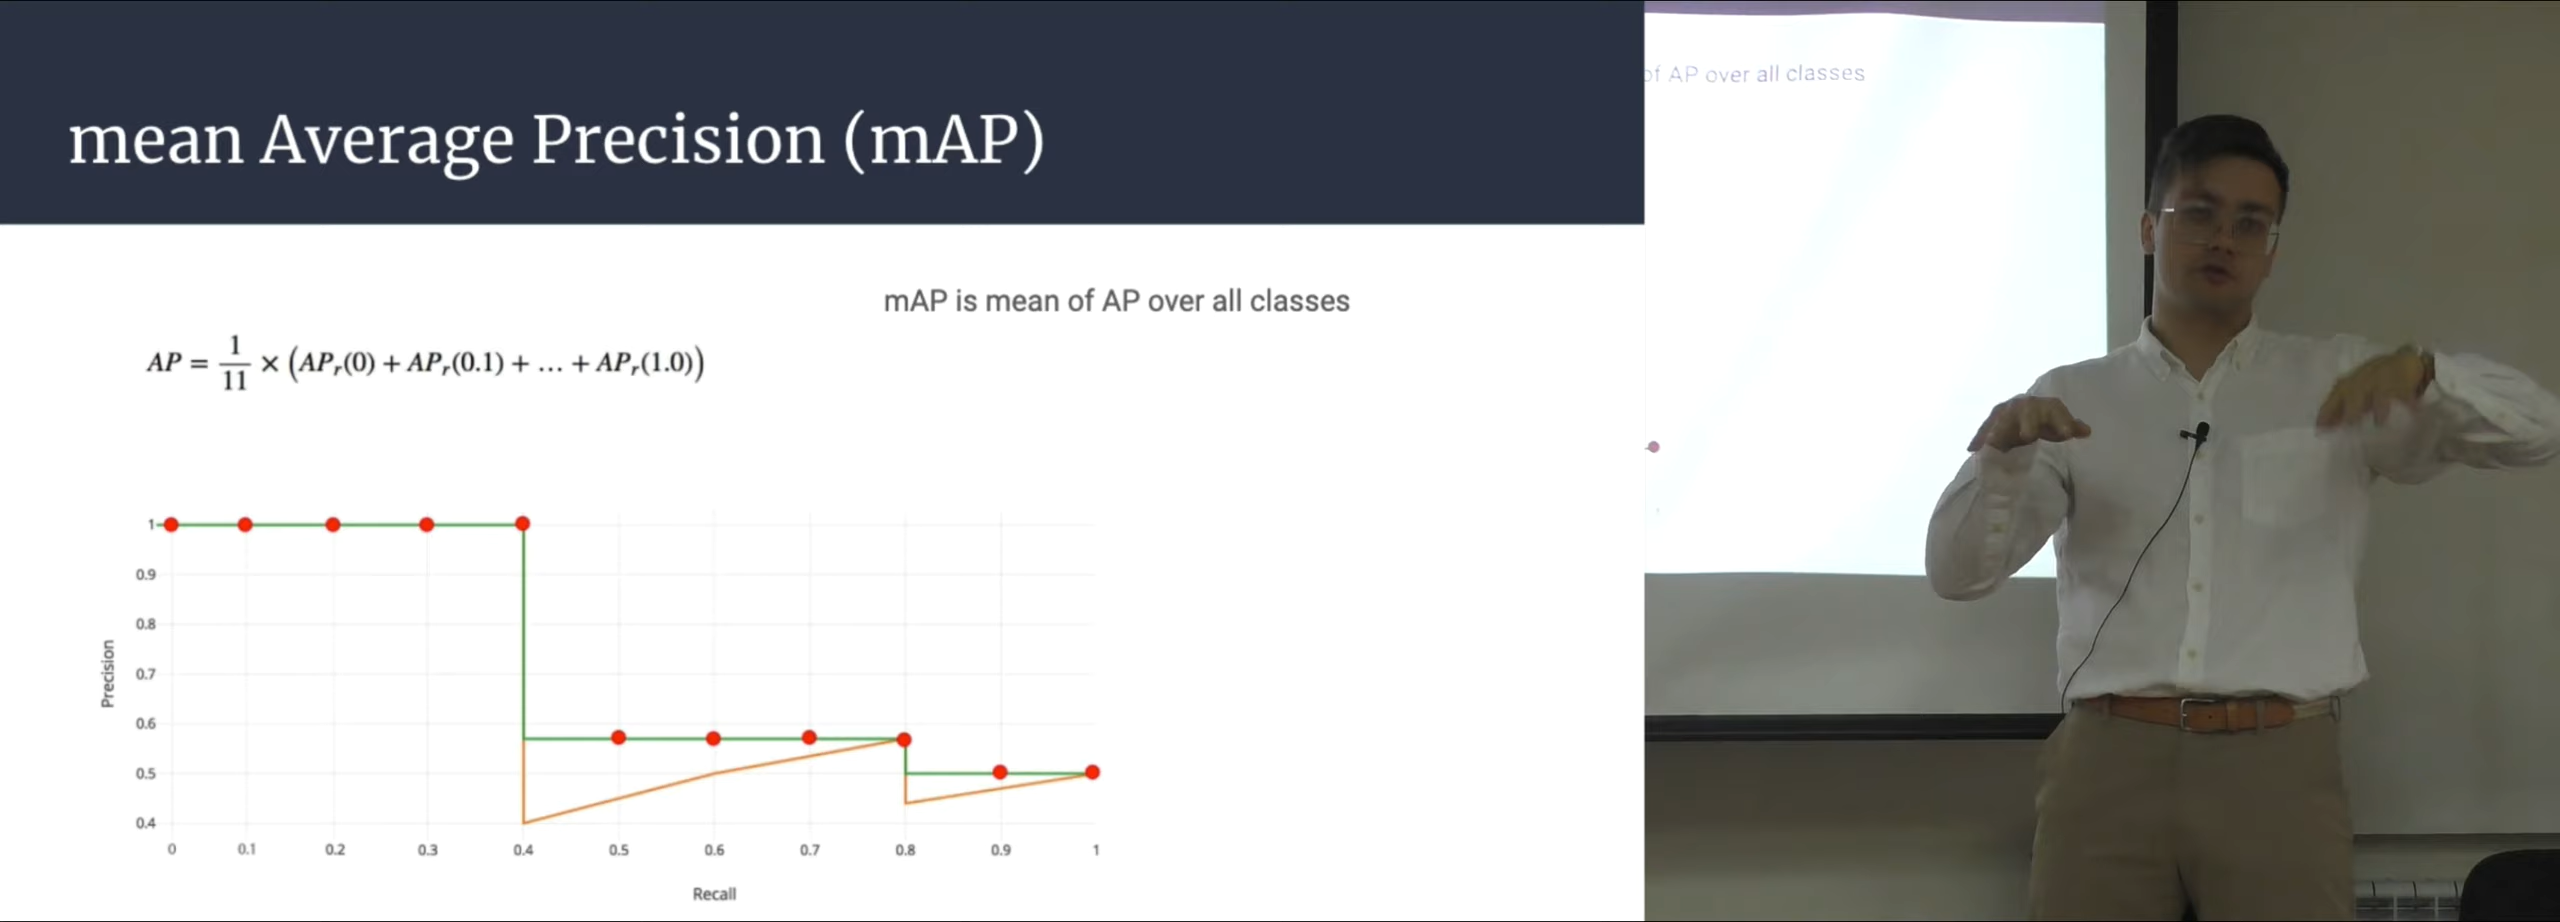 mean Average Precision (mAP)
of AP over all classes
mAP is mean of AP over all classes
AP = 1/11 × (APᵣ(0) + APᵣ(0.1) + … + APᵣ(1.0))
1
0.9
0.8
0.7
0.6
0.5
0.4
Precision
0 0.1 0.2 0.3 0.4 0.5 0.6 0.7 0.8 0.9 1
Recall